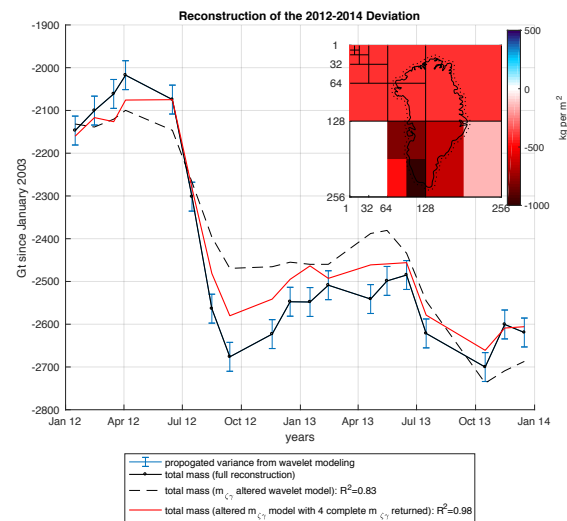 Reconstruction of the 2012-2014 Deviation
-1900
-2000
-2100
-2200
-2300
-2400
-2500
-2600
-2700
-2800
Gt since January 2003
Jan 12 Apr 12 Jul 12 Oct 12 Jan 13 Apr 13 Jul 13 Oct 13 Jan 14
years
1
32
64
128
256
1 32 64 128 256
500
0
-500
-1000
kg per m 2
propogated variance from wavelet modeling
total mass (full reconstruction)
total mass (m ζγ altered wavelet model): R²=0.83
total mass (altered m ζγ model with 4 complete m ζγ returned): R²=0.98